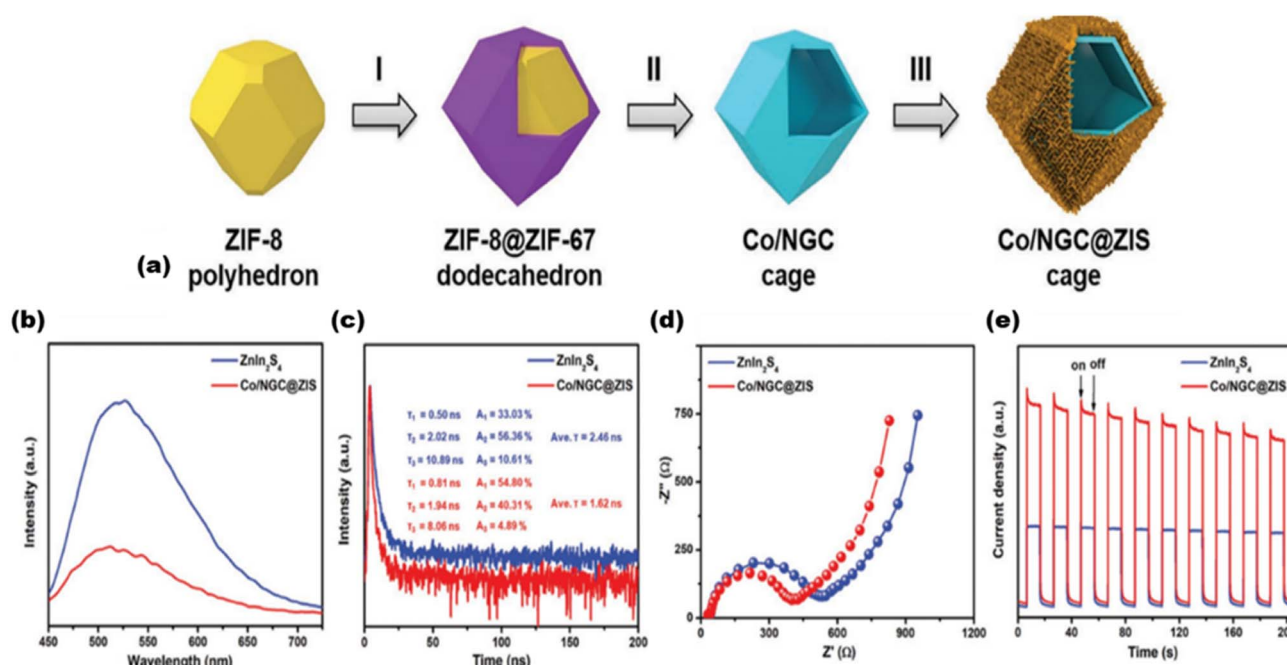 I
II
III
ZIF-8
polyhedron
ZIF-8@ZIF-67
dodecahedron
Co/NGC
cage
Co/NGC@ZIS
cage
(a)
(b)
ZnIn₂S₄
Co/NGC@ZIS
Intensity (a.u.)
450 500 550 600 650 700
Wavelength (nm)
(c)
ZnIn₂S₄
Co/NGC@ZIS
τ₁ = 0.50 ns A₁ = 33.03 %
τ₂ = 2.02 ns A₂ = 56.36 % Ave. τ = 2.46 ns
τ₃ = 10.89 ns A₃ = 10.61 %
τ₁ = 0.81 ns A₁ = 54.80 %
τ₂ = 1.94 ns A₂ = 40.31 % Ave. τ = 1.62 ns
τ₃ = 8.06 ns A₃ = 4.89 %
Intensity (a.u.)
0 50 100 150 200
Time (ns)
(d)
ZnIn₂S₄
Co/NGC@ZIS
-Z'' (Ω)
750
500
250
0
0 300 600 900 1200
Z' (Ω)
(e)
ZnIn₂S₄
Co/NGC@ZIS
on off
Current density (a.u.)
0 40 80 120 160 200
Time (s)